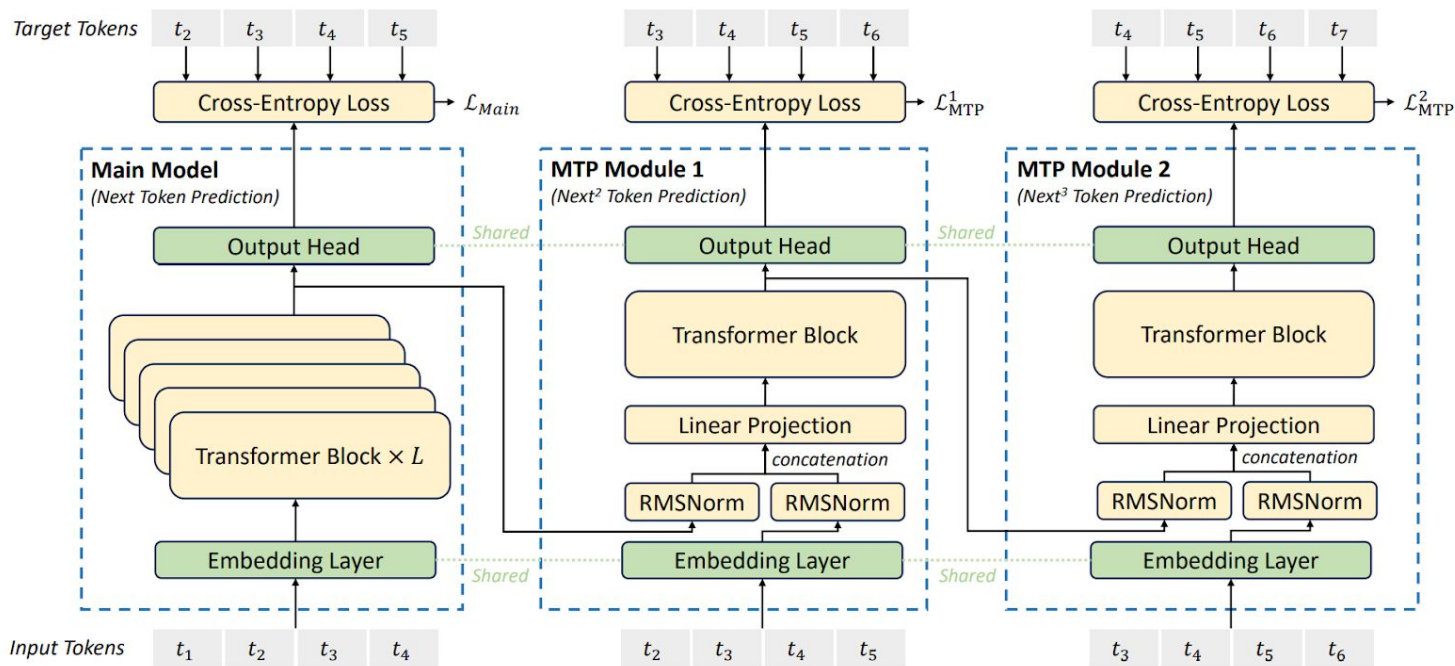 Target Tokens t₂ t₃ t₄ t₅ t₃ t₄ t₅ t₆ t₄ t₅ t₆ t₇
Cross-Entropy Loss ℒ_Main Cross-Entropy Loss ℒ¹_MTP Cross-Entropy Loss ℒ²_MTP
Main Model MTP Module 1 MTP Module 2
(Next Token Prediction) (Next² Token Prediction) (Next³ Token Prediction)
Output Head Shared Output Head Shared Output Head
Transformer Block Transformer Block
Linear Projection Linear Projection
Transformer Block × L
concatenation concatenation
RMSNorm RMSNorm RMSNorm RMSNorm
Embedding Layer Shared Embedding Layer Shared Embedding Layer
Input Tokens t₁ t₂ t₃ t₄ t₂ t₃ t₄ t₅ t₃ t₄ t₅ t₆